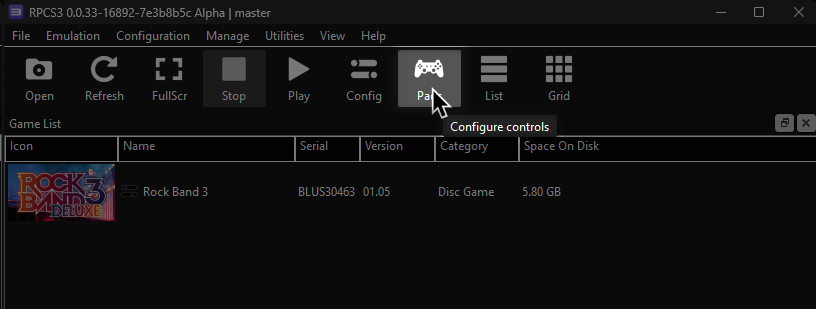 RPCS3 0.0.33-16892-7e3b8b5c Alpha | master
File Emulation Configuration Manage Utilities View Help
Open Refresh FullScr Stop Play Config Pads List Grid
Configure controls
Game List
Icon Name Serial Version Category Space On Disk
ROCK BAND 3 DELUXE Rock Band 3 BLUS30463 01.05 Disc Game 5.80 GB